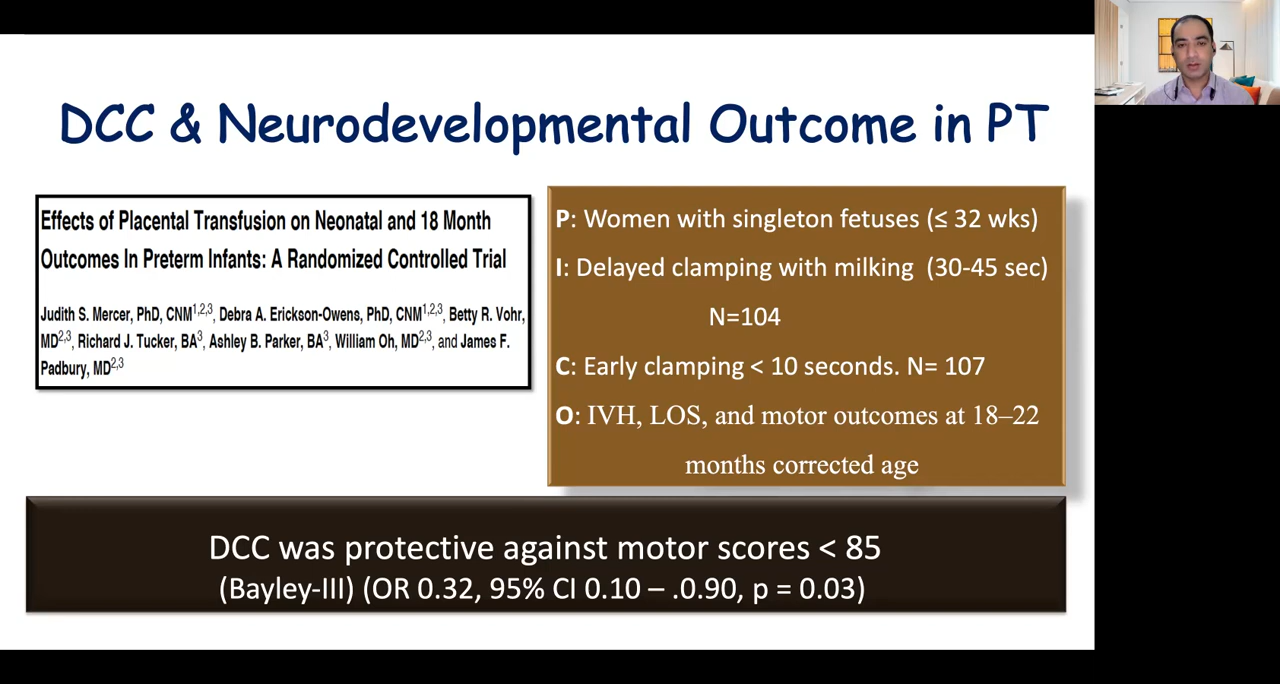 DCC & Neurodevelopmental Outcome in PT
Effects of Placental Transfusion on Neonatal and 18 Month
Outcomes In Preterm Infants: A Randomized Controlled Trial
Judith S. Mercer, PhD, CNM1,2,3, Debra A. Erickson-Owens, PhD, CNM1,2,3, Betty R. Vohr,
MD2,3, Richard J. Tucker, BA3, Ashley B. Parker, BA3, William Oh, MD2,3, and James F.
Padbury, MD2,3
P: Women with singleton fetuses (≤ 32 wks)
I: Delayed clamping with milking (30-45 sec)
N=104
C: Early clamping < 10 seconds. N= 107
O: IVH, LOS, and motor outcomes at 18–22
months corrected age
DCC was protective against motor scores < 85
(Bayley-III) (OR 0.32, 95% CI 0.10 – .0.90, p = 0.03)